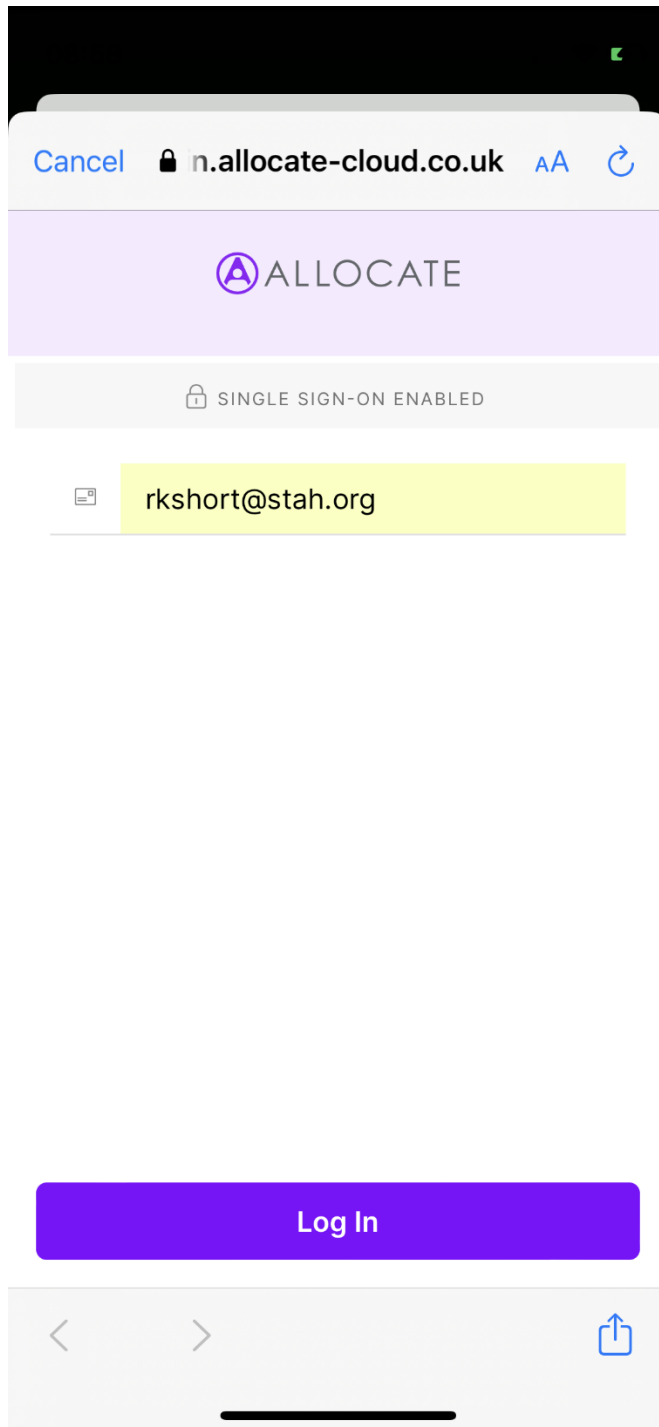 Cancel n.allocate-cloud.co.uk AA
ALLOCATE
SINGLE SIGN-ON ENABLED
rkshort@stah.org
Log In